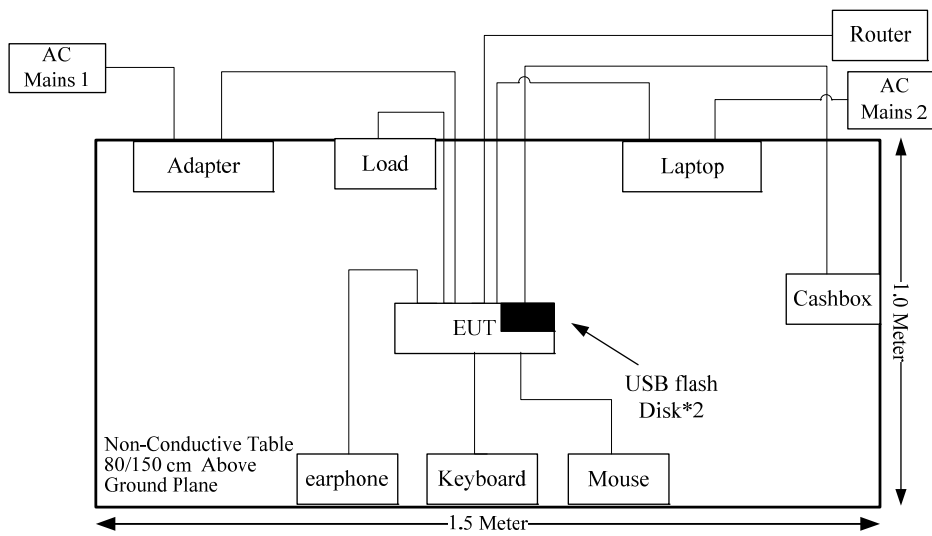 Router
AC
Mains 1
AC
Mains 2
Adapter
Load
Laptop
Cashbox
1.0 Meter
EUT
USB flash
Disk*2
Non-Conductive Table
80/150 cm  Above
Ground Plane
earphone
Keyboard
Mouse
1.5 Meter